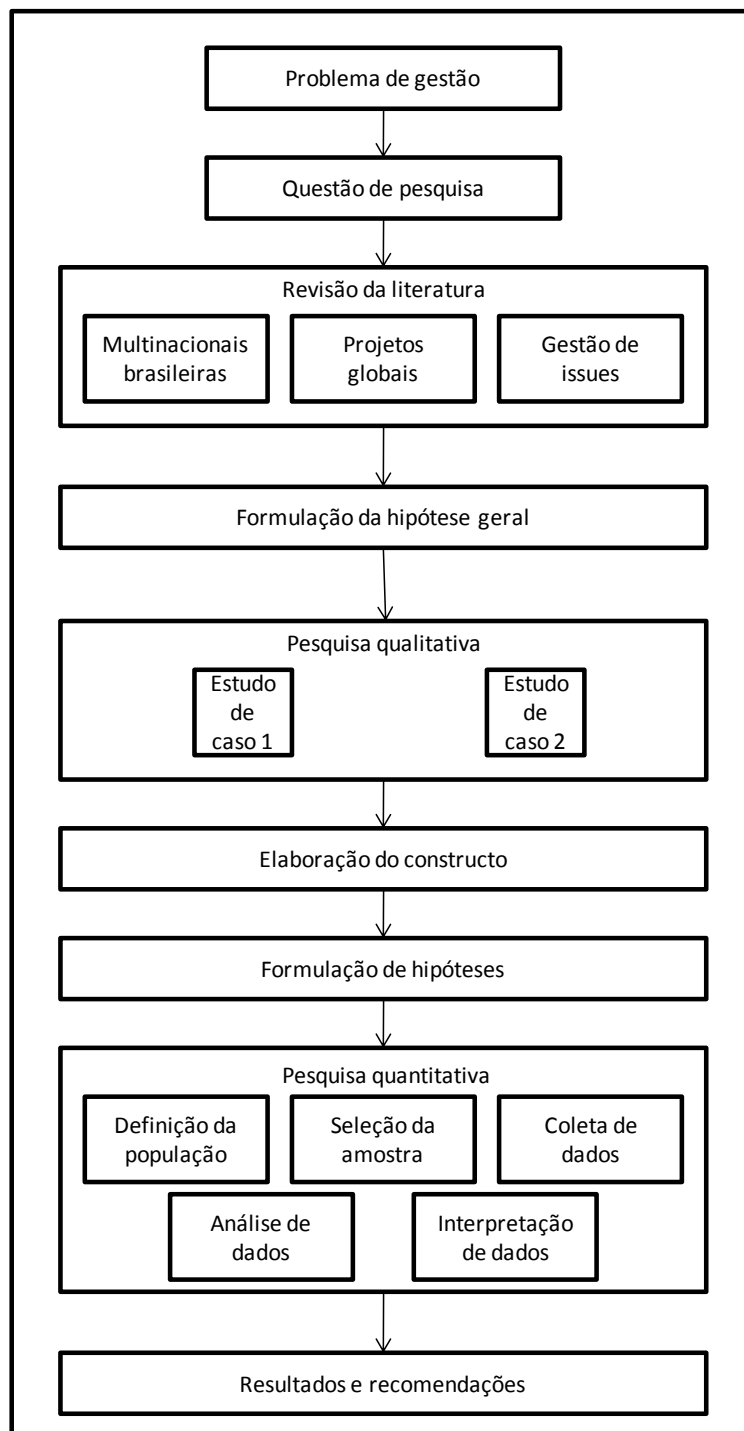 Problema de gestão
Questão de pesquisa
Revisão da literatura
Multinacionais
brasileiras
Projetos
globais
Gestão de
issues
Formulação da hipótese geral
Pesquisa qualitativa
Estudo
de
caso 1
Estudo
de
caso 2
Elaboração do constructo
Formulação de hipóteses
Pesquisa quantitativa
Definição da
população
Seleção da
amostra
Coleta de
dados
Análise de
dados
Interpretação
de dados
Resultados e recomendações